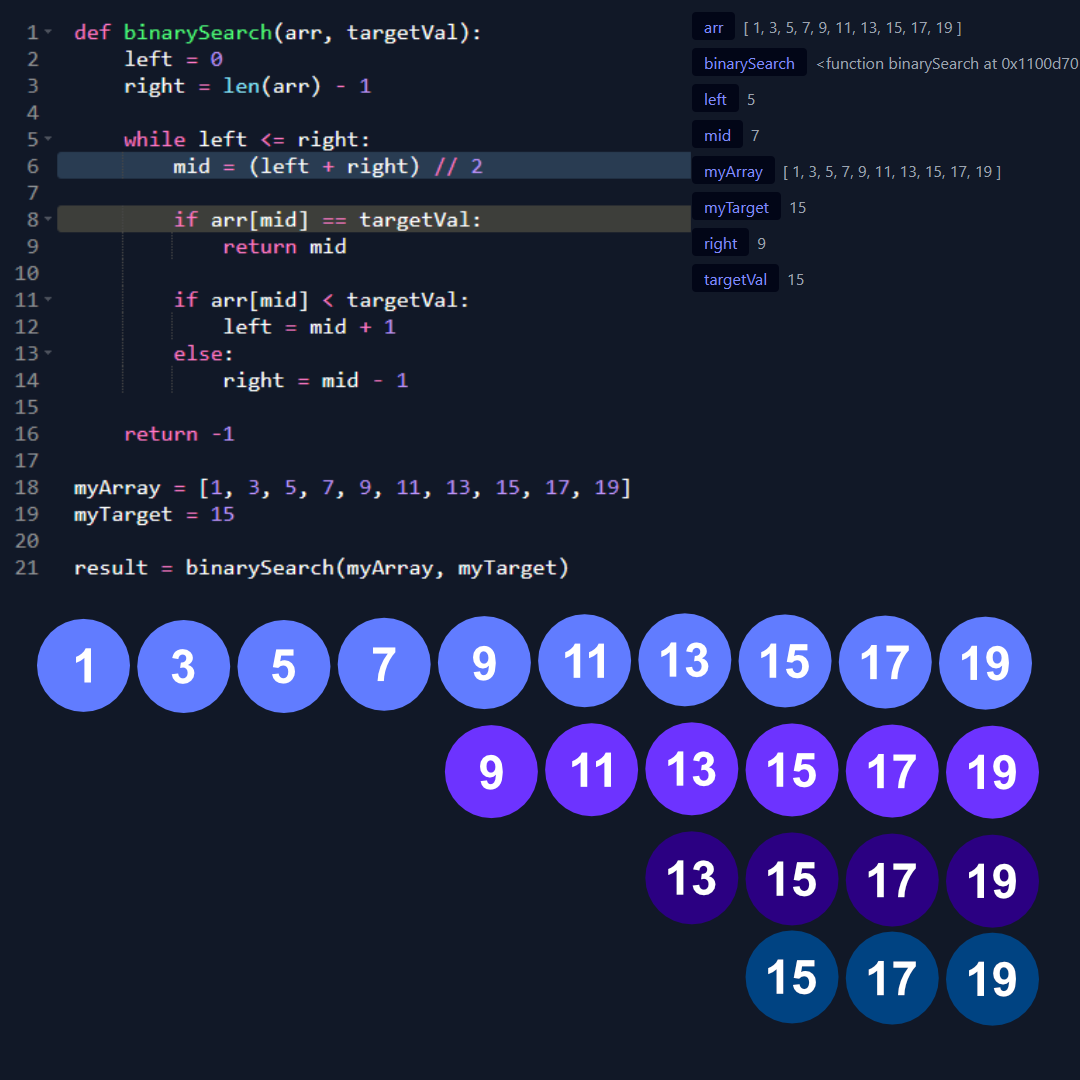 1 def binarySearch(arr, targetVal):
2 left = 0
3 right = len(arr) - 1
4
5 while left <= right:
6 mid = (left + right) // 2
7
8 if arr[mid] == targetVal:
9 return mid
10
11 if arr[mid] < targetVal:
12 left = mid + 1
13 else:
14 right = mid - 1
15
16 return -1
17
18 myArray = [1, 3, 5, 7, 9, 11, 13, 15, 17, 19]
19 myTarget = 15
20
21 result = binarySearch(myArray, myTarget)
arr [ 1, 3, 5, 7, 9, 11, 13, 15, 17, 19 ]
binarySearch <function binarySearch at 0x1100d70
left 5
mid 7
myArray [ 1, 3, 5, 7, 9, 11, 13, 15, 17, 19 ]
myTarget 15
right 9
targetVal 15
1 3 5 7 9 11 13 15 17 19
9 11 13 15 17 19
13 15 17 19
15 17 19